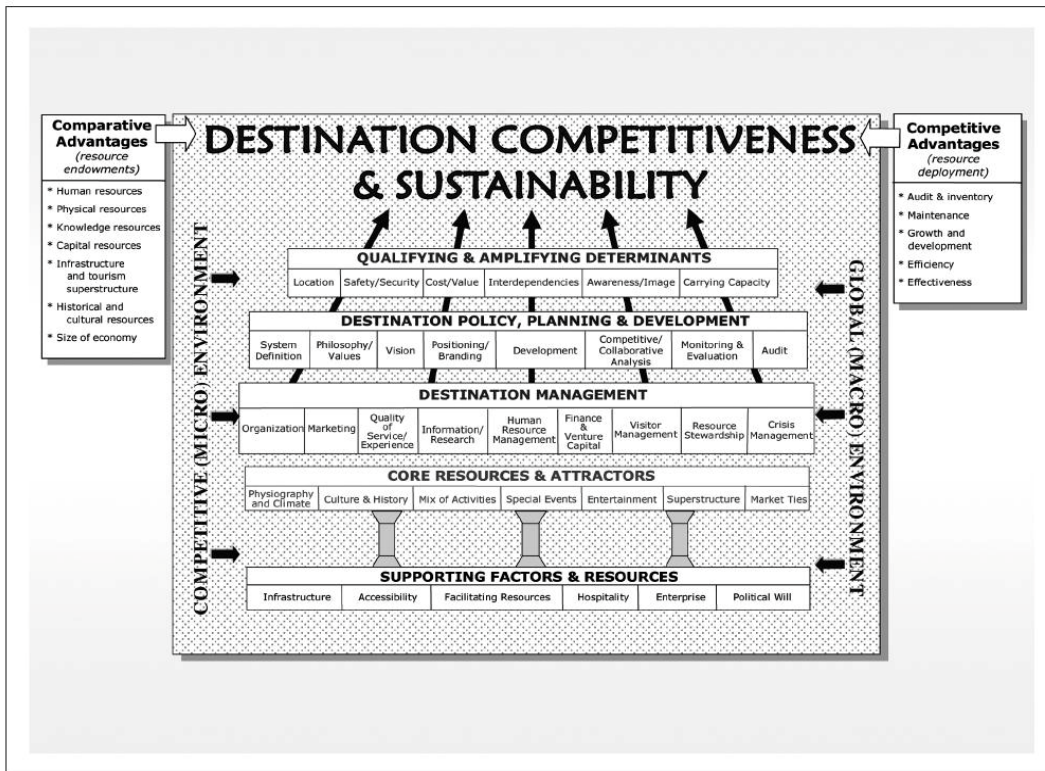 DESTINATION COMPETITIVENESS
& SUSTAINABILITY
Comparative
Advantages
(resource
endowments)
* Human resources
* Physical resources
* Knowledge resources
* Capital resources
* Infrastructure
and tourism
superstructure
* Historical and
cultural resources
* Size of economy
Competitive
Advantages
(resource
deployment)
* Audit & inventory
* Maintenance
* Growth and
development
* Efficiency
* Effectiveness
COMPETITIVE (MICRO) ENVIRONMENT
GLOBAL (MACRO) ENVIRONMENT
QUALIFYING & AMPLIFYING DETERMINANTS
Location Safety/Security Cost/Value Interdependencies Awareness/Image Carrying Capacity
DESTINATION POLICY, PLANNING & DEVELOPMENT
System
Definition
Philosophy/
Values
Vision
Positioning/
Branding
Development
Competitive/
Collaborative
Analysis
Monitoring &
Evaluation
Audit
DESTINATION MANAGEMENT
Organization
Marketing
Quality
of
Service/
Experience
Information/
Research
Human
Resource
Management
Finance
&
Venture
Capital
Visitor
Management
Resource
Stewardship
Crisis
Management
CORE RESOURCES & ATTRACTORS
Physiography
and Climate
Culture & History
Mix of Activities
Special Events
Entertainment
Superstructure
Market Ties
SUPPORTING FACTORS & RESOURCES
Infrastructure Accessibility Facilitating Resources Hospitality Enterprise Political Will